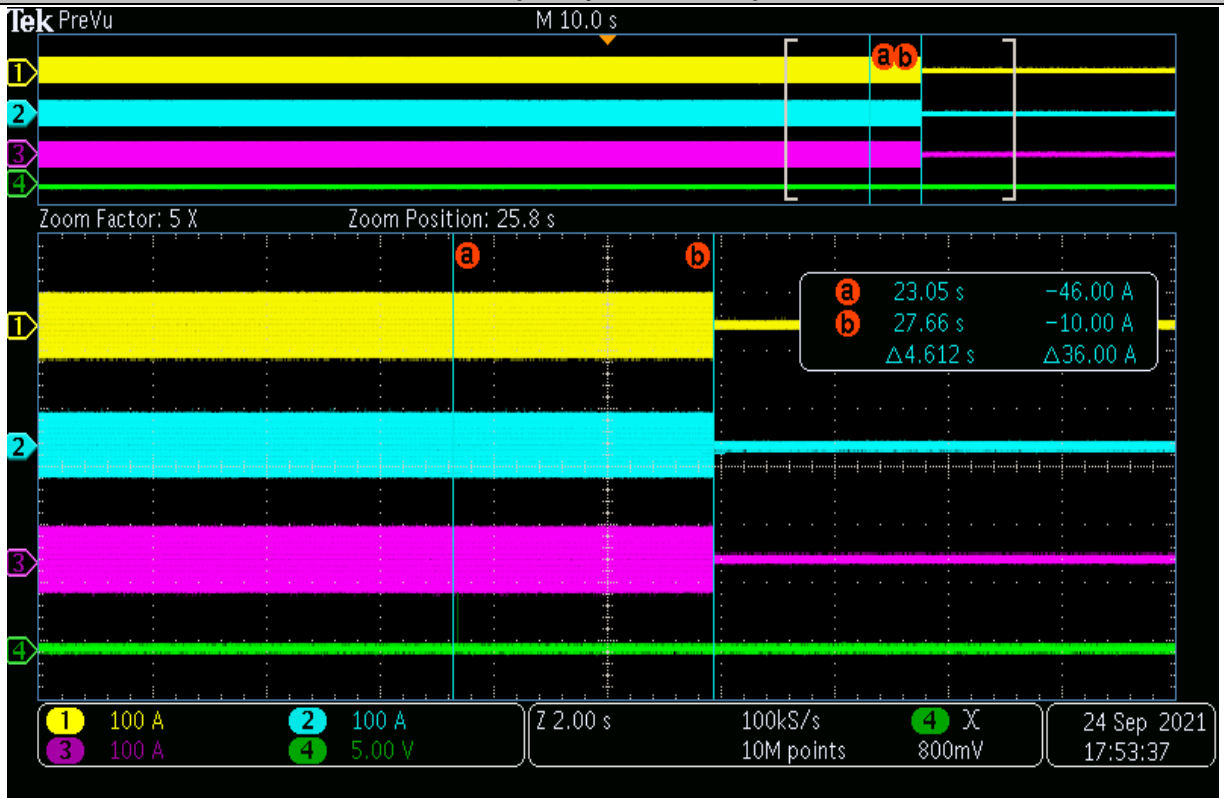 Tek PreVu M 10.0 s
a b
1
2
3
4
Zoom Factor: 5 X Zoom Position: 25.8 s
a b
a 23.05 s −46.00 A
b 27.66 s −10.00 A
Δ4.612 s Δ36.00 A
1
2
3
4
1 100 A 2 100 A Z 2.00 s 100kS/s 4 X 24 Sep 2021
3 100 A 4 5.00 V 10M points 800mV 17:53:37